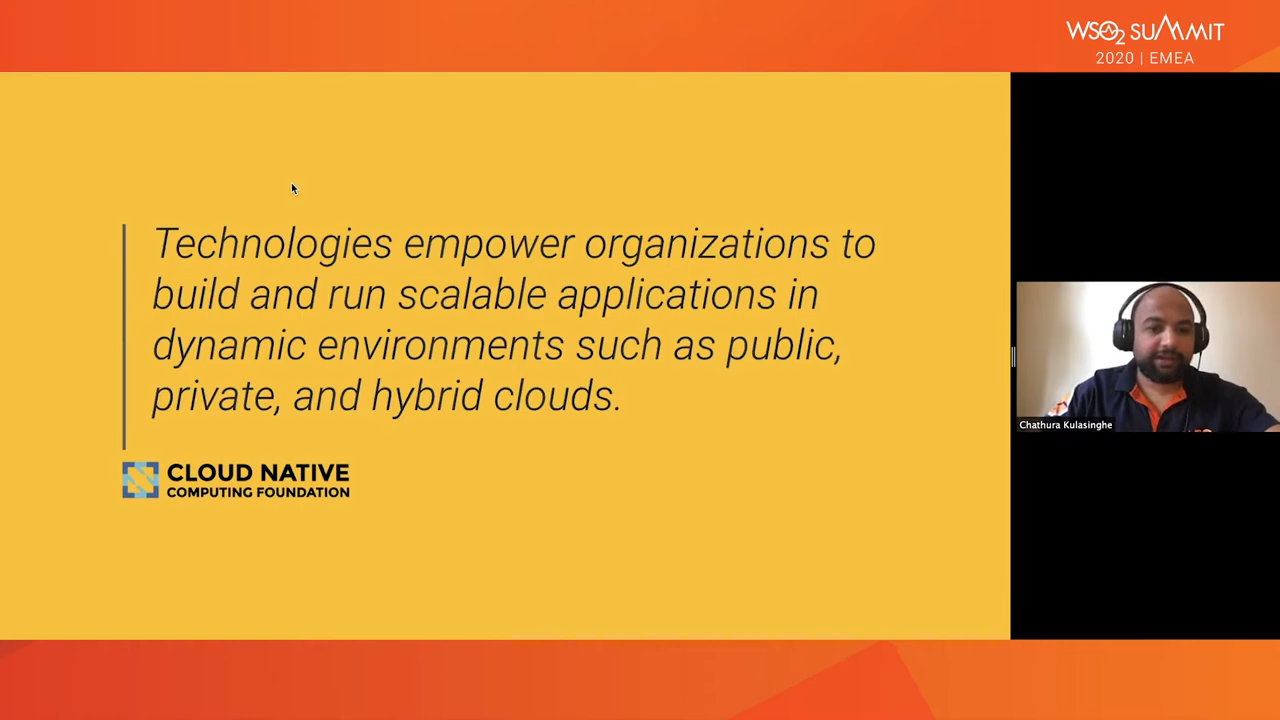 WSO2 SUMMIT
2020 | EMEA
Technologies empower organizations to
build and run scalable applications in
dynamic environments such as public,
private, and hybrid clouds.
CLOUD NATIVE
COMPUTING FOUNDATION
Chathura Kulasinghe